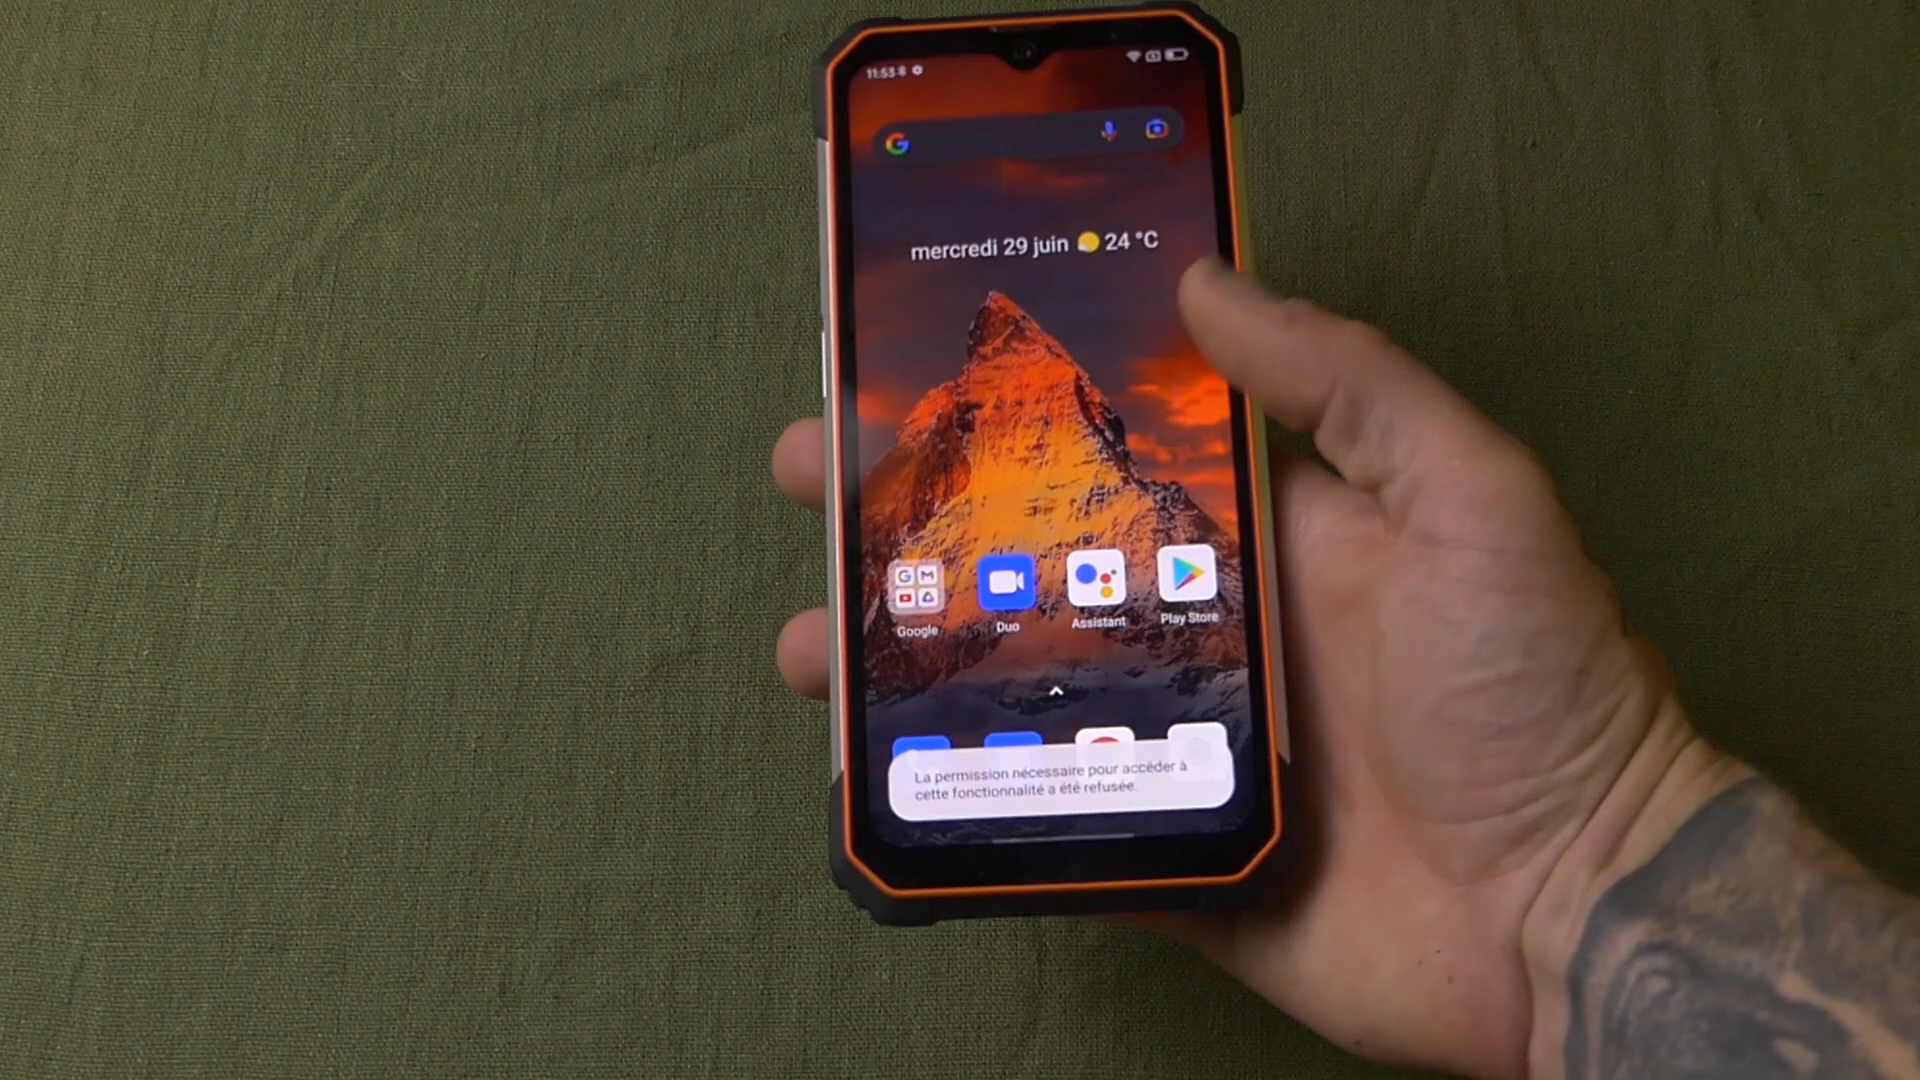 11:53
mercredi 29 juin 24 °C
Google
Duo
Assistant
Play Store
La permission nécessaire pour accéder à
cette fonctionnalité a été refusée.